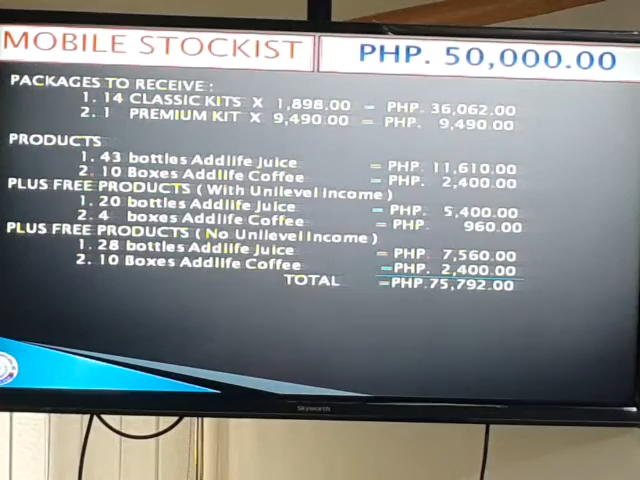 MOBILE STOCKIST PHP. 50,000.00
PACKAGES TO RECEIVE :
1. 14 CLASSIC KITS X 1,898.00 = PHP. 36,062.00
2. 1 PREMIUM KIT X 9,490.00 = PHP. 9,490.00
PRODUCTS
1. 43 bottles Addlife Juice = PHP. 11,610.00
2. 10 Boxes Addlife Coffee = PHP. 2,400.00
PLUS FREE PRODUCTS ( With Unilevel Income )
1. 20 bottles Addlife Juice = PHP. 5,400.00
2. 4 boxes Addlife Coffee = PHP. 960.00
PLUS FREE PRODUCTS ( No Unilevel Income )
1. 28 bottles Addlife Juice = PHP. 7,560.00
2. 10 Boxes Addlife Coffee =PHP. 2,400.00
TOTAL =PHP.75,792.00
Skyworth